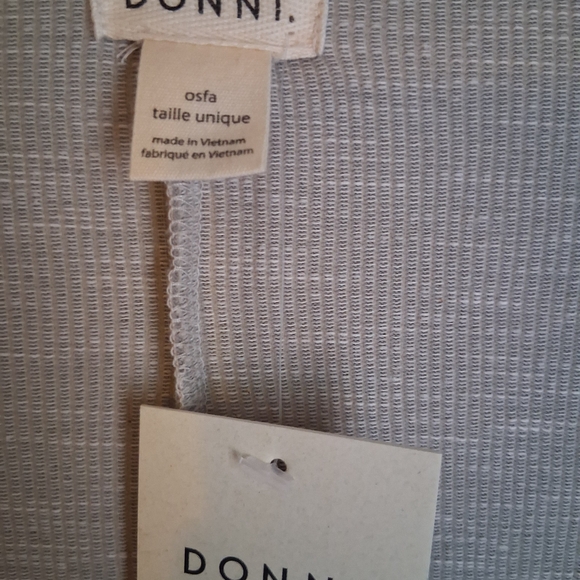 DONNI.
osfa
taille unique
made in Vietnam
fabriqué en Vietnam
DONN